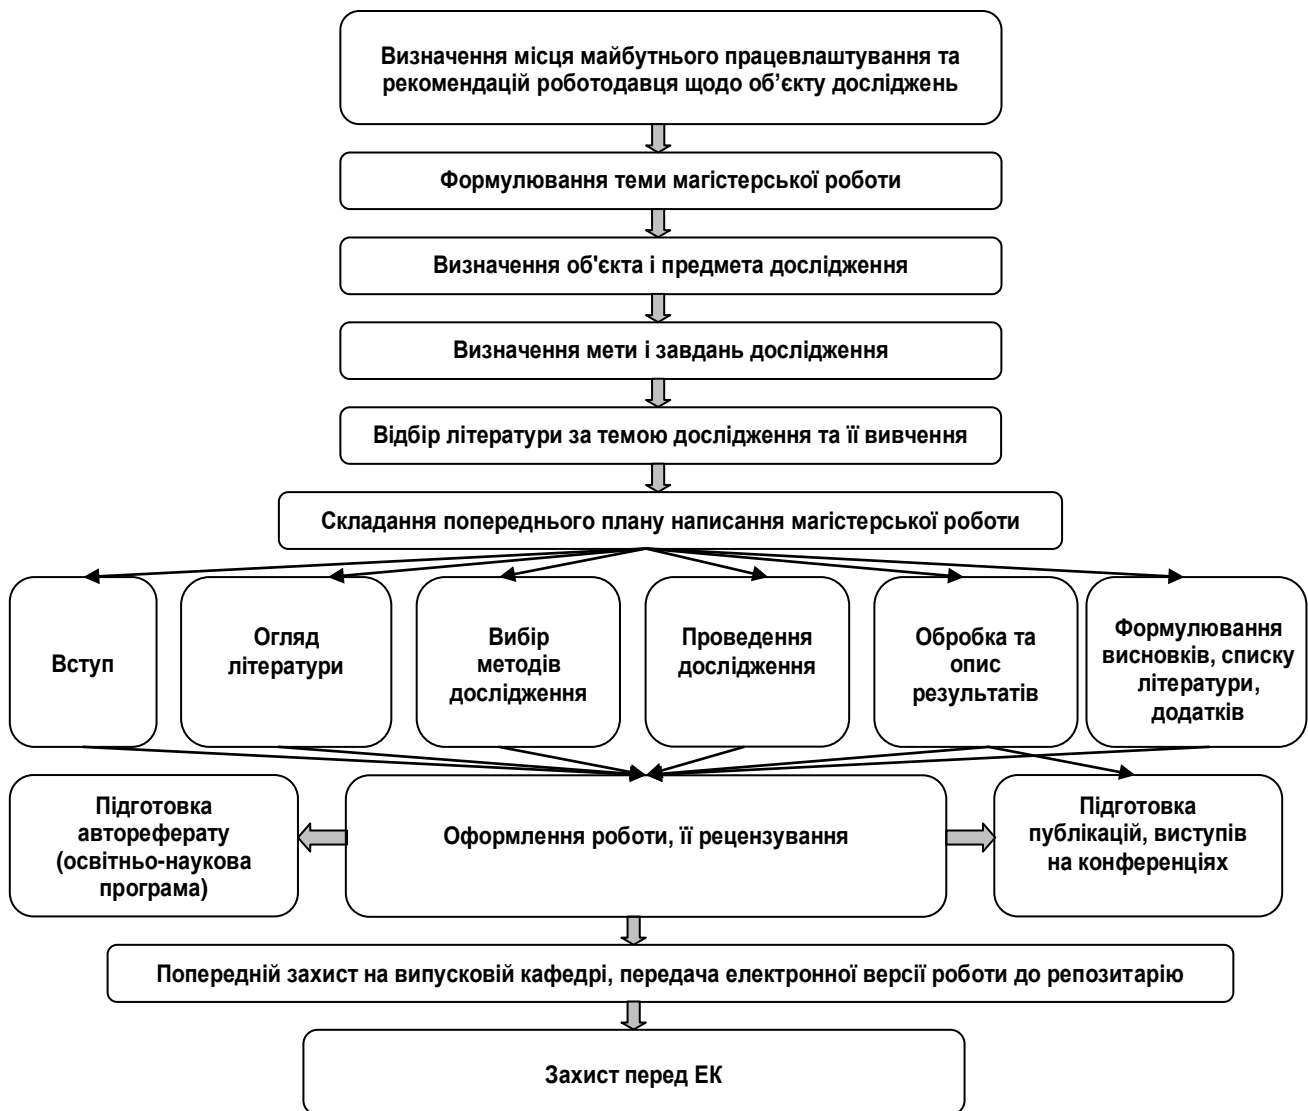 Визначення місця майбутнього працевлаштування та
рекомендацій роботодавця щодо об’єкту досліджень
Формулювання теми магістерської роботи
Визначення об'єкта і предмета дослідження
Визначення мети і завдань дослідження
Відбір літератури за темою дослідження та її вивчення
Складання попереднього плану написання магістерської роботи
Вступ
Огляд
літератури
Вибір
методів
дослідження
Проведення
дослідження
Обробка та
опис
результатів
Формулювання
висновків, списку
літератури,
додатків
Підготовка
автореферату
(освітньо-наукова
програма)
Оформлення роботи, її рецензування
Підготовка
публікацій, виступів
на конференціях
Попередній захист на випусковій кафедрі, передача електронної версії роботи до репозитарію
Захист перед ЕК